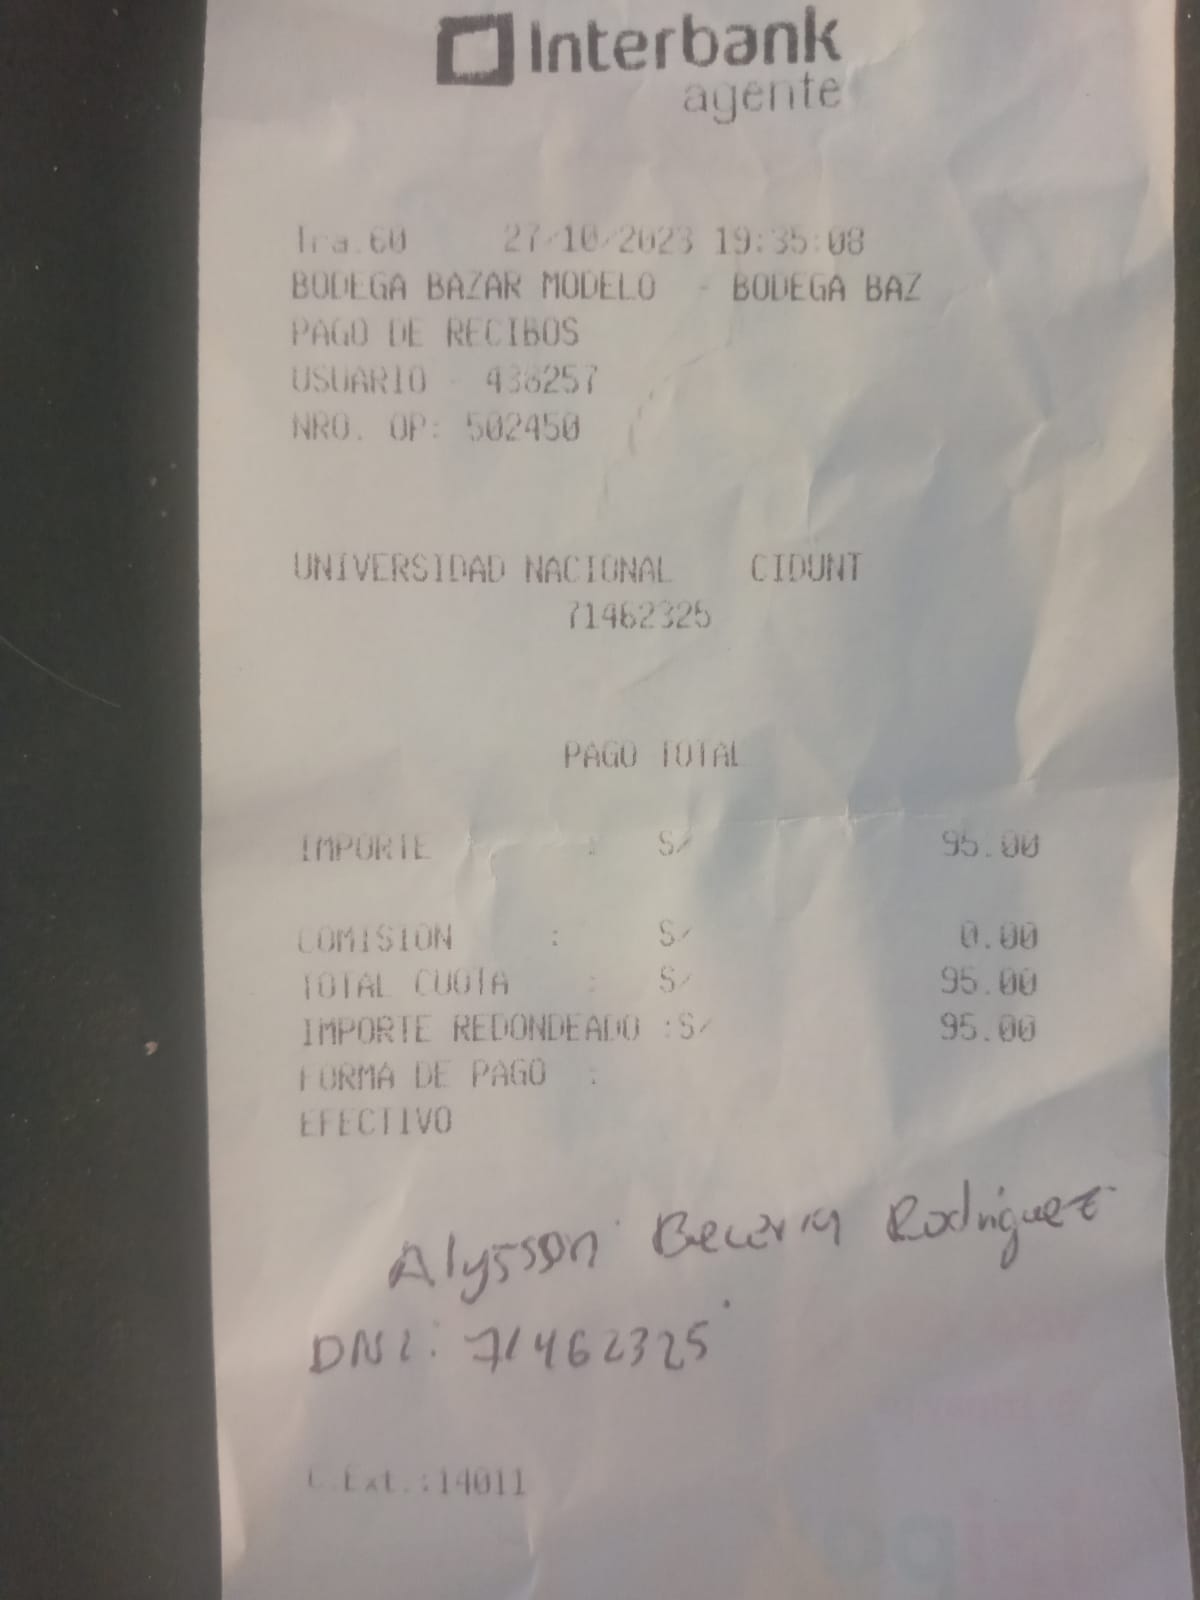 Interbank
agente
Tra.60 27/10/2023 19:35:08
BODEGA BAZAR MODELO - BODEGA BAZ
PAGO DE RECIBOS
USUARIO - 436257
NRO. OP: 502450
UNIVERSIDAD NACIONAL CIDUNT
71462325
PAGO TOTAL
IMPORTE : S/ 95.00
COMISION : S/ 0.00
TOTAL CUOTA : S/ 95.00
IMPORTE REDONDEADO :S/ 95.00
FORMA DE PAGO :
EFECTIVO
Alysson Becerra Rodriguez
DNI: 71462325
C.Ext.:14011